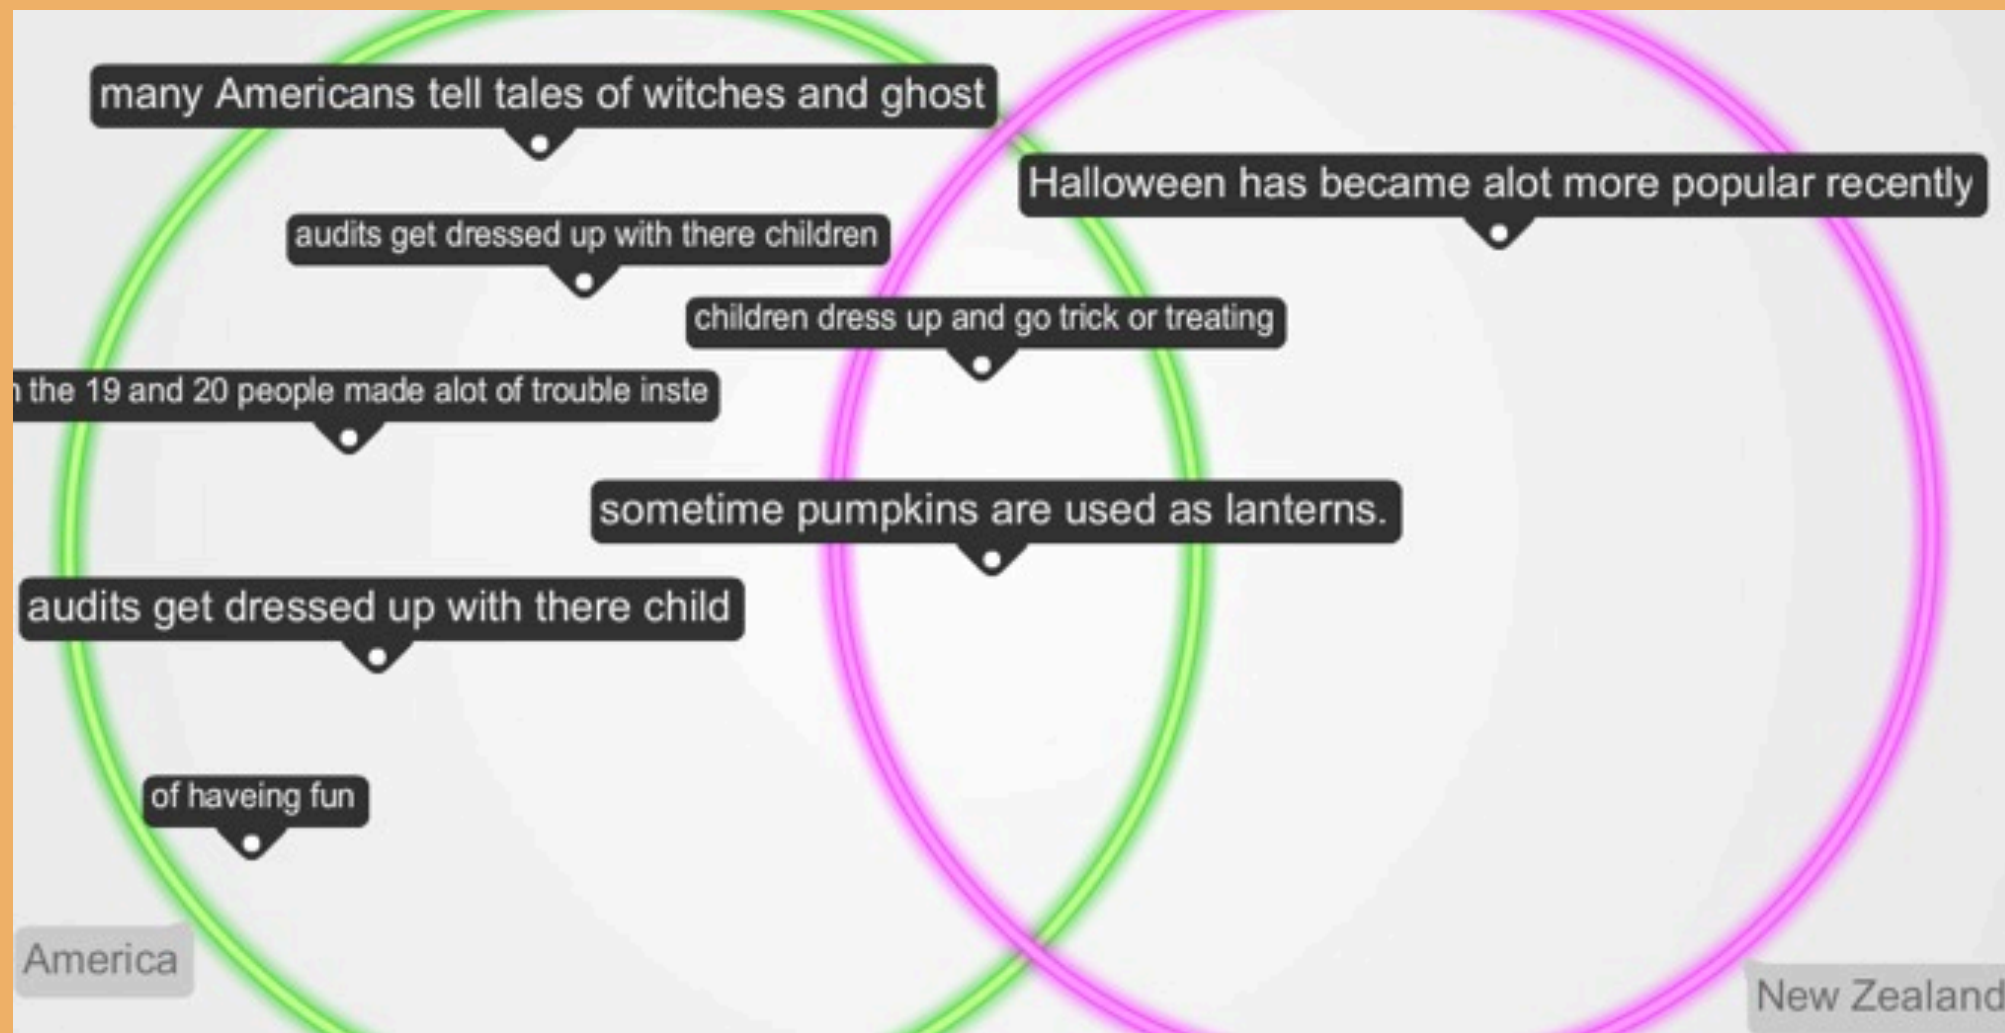 many Americans tell tales of witches and ghost
Halloween has became alot more popular recently
audits get dressed up with there children
children dress up and go trick or treating
the 19 and 20 people made alot of trouble inste
sometime pumpkins are used as lanterns.
audits get dressed up with there child
of haveing fun
America
New Zealand